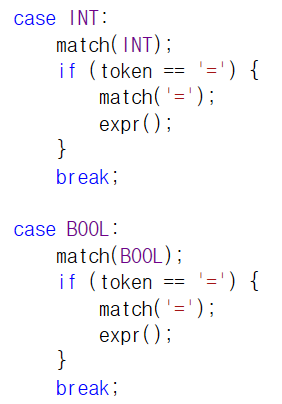 case INT:
    match(INT);
    if (token == '=') {
        match('=');
        expr();
    }
    break;

case BOOL:
    match(BOOL);
    if (token == '=') {
        match('=');
        expr();
    }
    break;